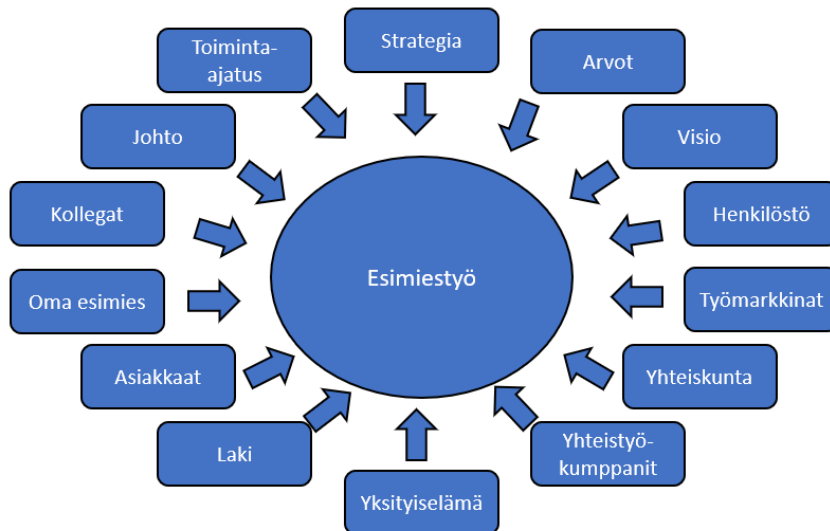 Strategia
Toiminta-
ajatus
Arvot
Johto
Visio
Kollegat
Henkilöstö
Esimiestyö
Oma esimies
Työmarkkinat
Asiakkaat
Yhteiskunta
Laki
Yhteistyö-
kumppanit
Yksityiselämä